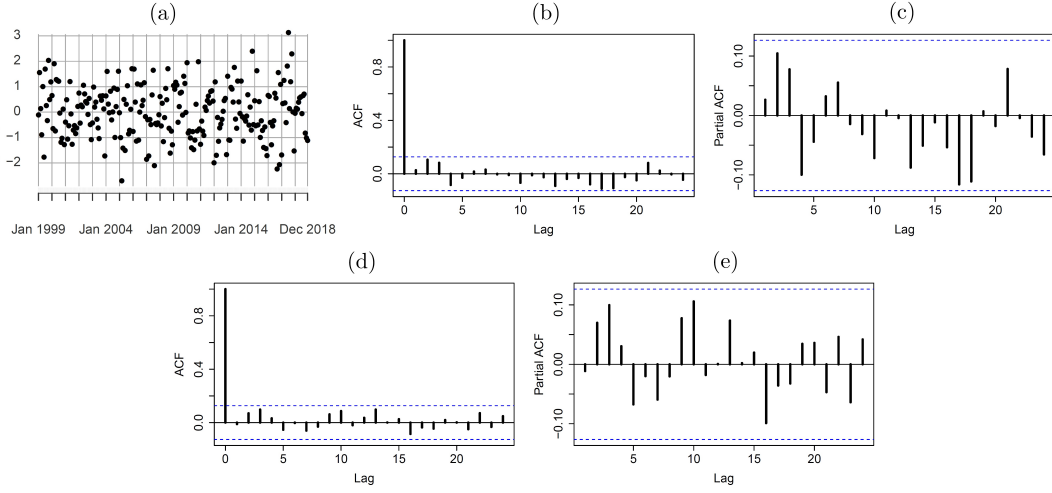 (a)
3
2
1
0
−1
−2
Jan 1999 Jan 2004 Jan 2009 Jan 2014 Dec 2018
(b)
ACF
0.8
0.4
0.0
0 5 10 15 20
Lag
(c)
Partial ACF
0.10
0.00
−0.10
5 10 15 20
Lag
(d)
ACF
0.8
0.4
0.0
0 5 10 15 20
Lag
(e)
Partial ACF
0.10
0.00
−0.10
5 10 15 20
Lag